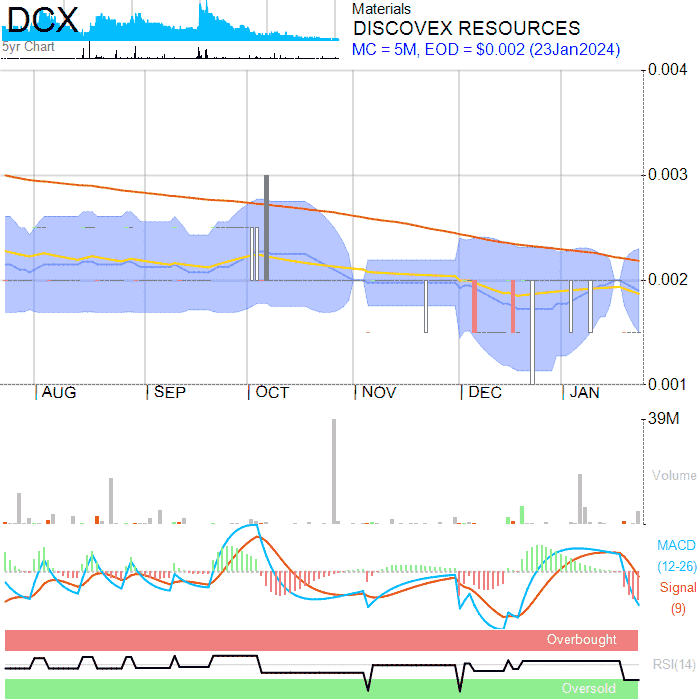 DCX
5yr Chart
Materials
DISCOVEX RESOURCES
MC = 5M, EOD = $0.002 (23Jan2024)
0.004
0.003
0.002
0.001
AUG SEP OCT NOV DEC JAN
39M
Volume
MACD
(12-26)
Signal
(9)
Overbought
RSI(14)
Oversold